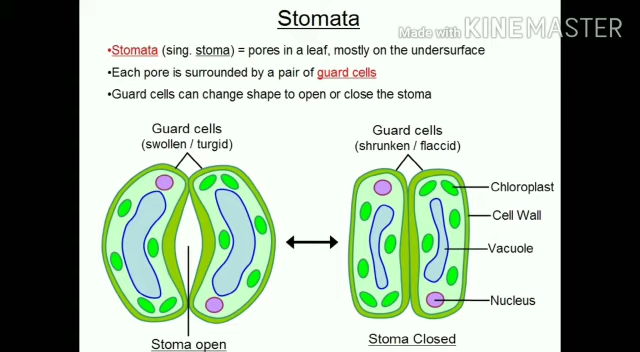 Stomata
Made with KINEMASTER
•Stomata (sing. stoma) = pores in a leaf, mostly on the undersurface
•Each pore is surrounded by a pair of guard cells
•Guard cells can change shape to open or close the stoma
Guard cells
(swollen / turgid)
Guard cells
(shrunken / flaccid)
Chloroplast
Cell Wall
Vacuole
Nucleus
Stoma open
Stoma Closed